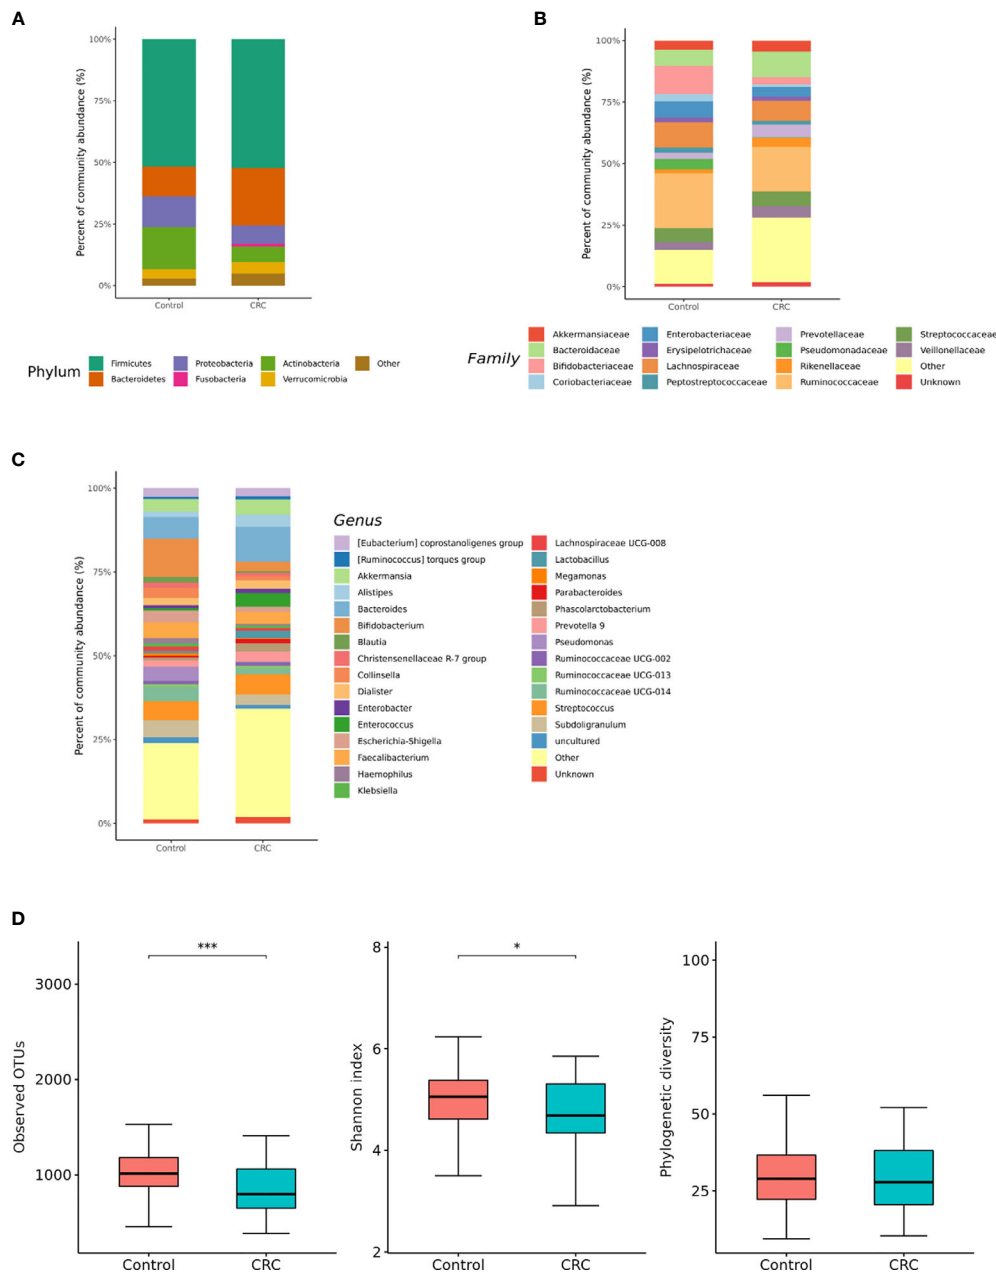 A
Percent of community abundance (%)
100%
75%
50%
25%
0%
Control
CRC
Phylum
Firmicutes
Proteobacteria
Actinobacteria
Other
Bacteroidetes
Fusobacteria
Verrucomicrobia
B
Percent of community abundance (%)
100%
75%
50%
25%
0%
Control
CRC
Family
Akkermansiaceae
Enterobacteriaceae
Prevotellaceae
Streptococcaceae
Bacteroidaceae
Erysipelotrichaceae
Pseudomonadaceae
Veillonellaceae
Bifidobacteriaceae
Lachnospiraceae
Rikenellaceae
Other
Coriobacteriaceae
Peptostreptococcaceae
Ruminococcaceae
Unknown
C
Percent of community abundance (%)
100%
75%
50%
25%
0%
Control
CRC
Genus
[Eubacterium] coprostanoligenes group
[Ruminococcus] torques group
Akkermansia
Alistipes
Bacteroides
Bifidobacterium
Blautia
Christensenellaceae R-7 group
Collinsella
Dialister
Enterobacter
Enterococcus
Escherichia-Shigella
Faecalibacterium
Haemophilus
Klebsiella
Lachnospiraceae UCG-008
Lactobacillus
Megamonas
Parabacteroides
Phascolarctobacterium
Prevotella 9
Pseudomonas
Ruminococcaceae UCG-002
Ruminococcaceae UCG-013
Ruminococcaceae UCG-014
Streptococcus
Subdoligranulum
uncultured
Other
Unknown
D
Observed OTUs
3000
2000
1000
***
Control
CRC
Shannon index
8
6
4
2
*
Control
CRC
Phylogenetic diversity
100
75
50
25
Control
CRC